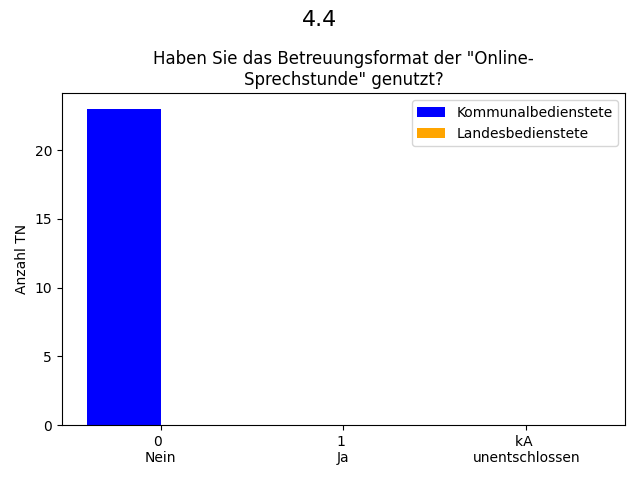 4.4
Haben Sie das Betreuungsformat der "Online-
Sprechstunde" genutzt?
Kommunalbedienstete
Landesbedienstete
Anzahl TN
20
15
10
5
0
0 1 kA
Nein Ja unentschlossen